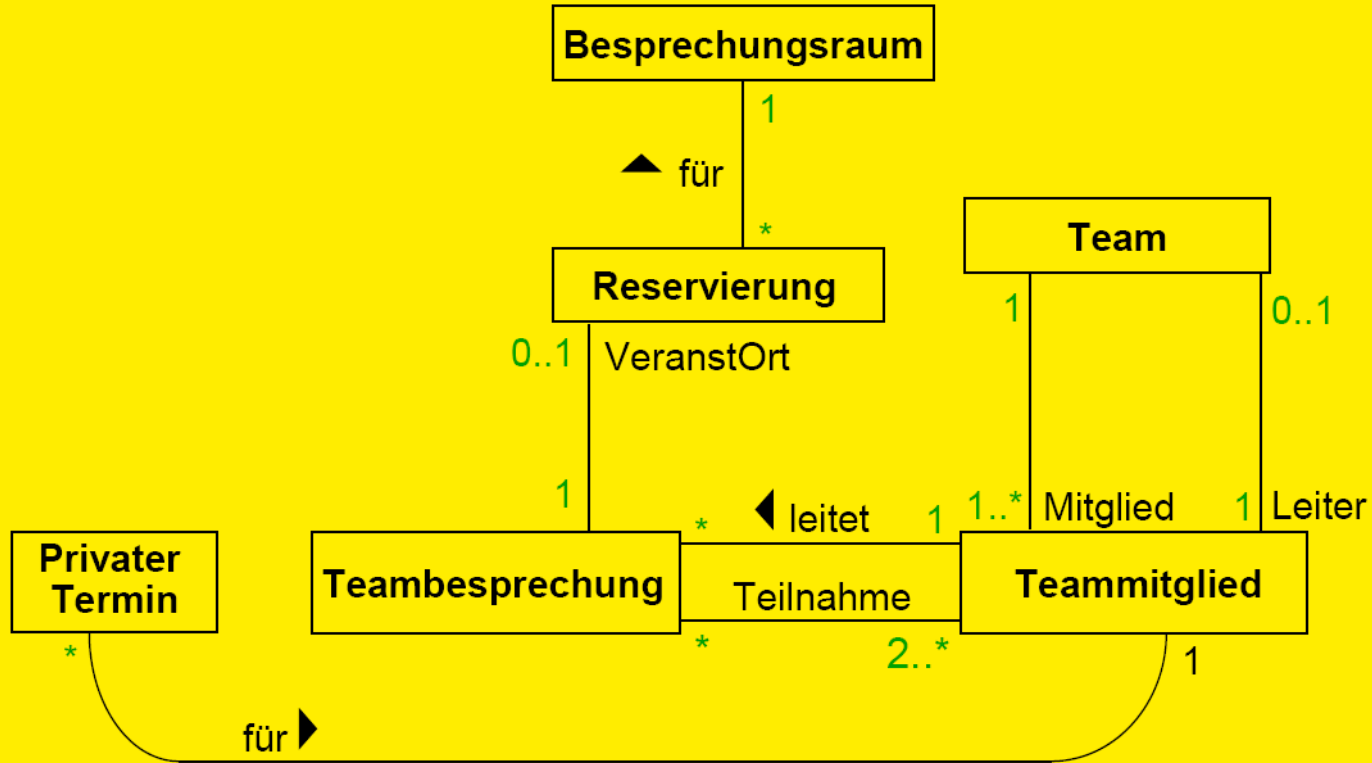 Besprechungsraum
1
für
*
Team
Reservierung
1
0..1
0..1 VeranstOrt
1
* leitet 1
1..* Mitglied
1 Leiter
Privater
Termin
Teambesprechung
Teilnahme
Teammitglied
*
* 2..*
1
für